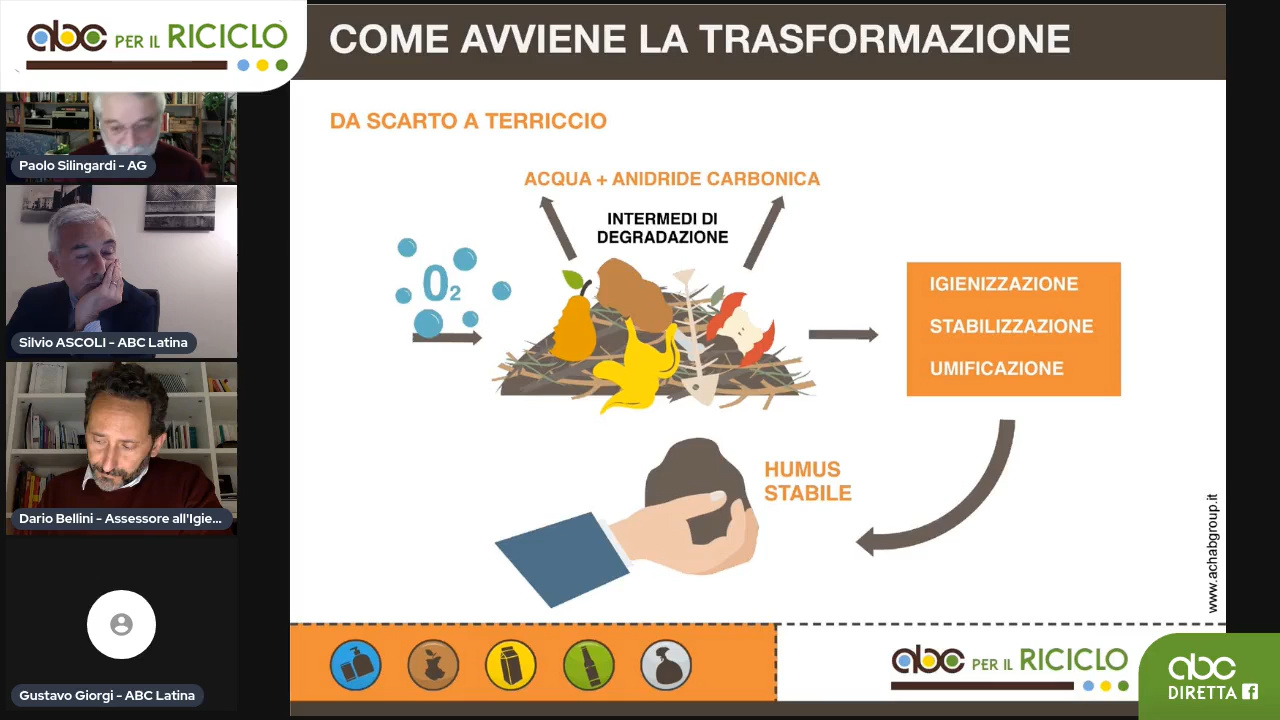 abc PER IL RICICLO
COME AVVIENE LA TRASFORMAZIONE
Paolo Silingardi - AG
Silvio ASCOLI - ABC Latina
Dario Bellini - Assessore all'Igie...
Gustavo Giorgi - ABC Latina
DA SCARTO A TERRICCIO
ACQUA + ANIDRIDE CARBONICA
INTERMEDI DI
DEGRADAZIONE
O2
IGIENIZZAZIONE
STABILIZZAZIONE
UMIFICAZIONE
HUMUS
STABILE
www.achabgroup.it
abc PER IL RICICLO
abc
DIRETTA f